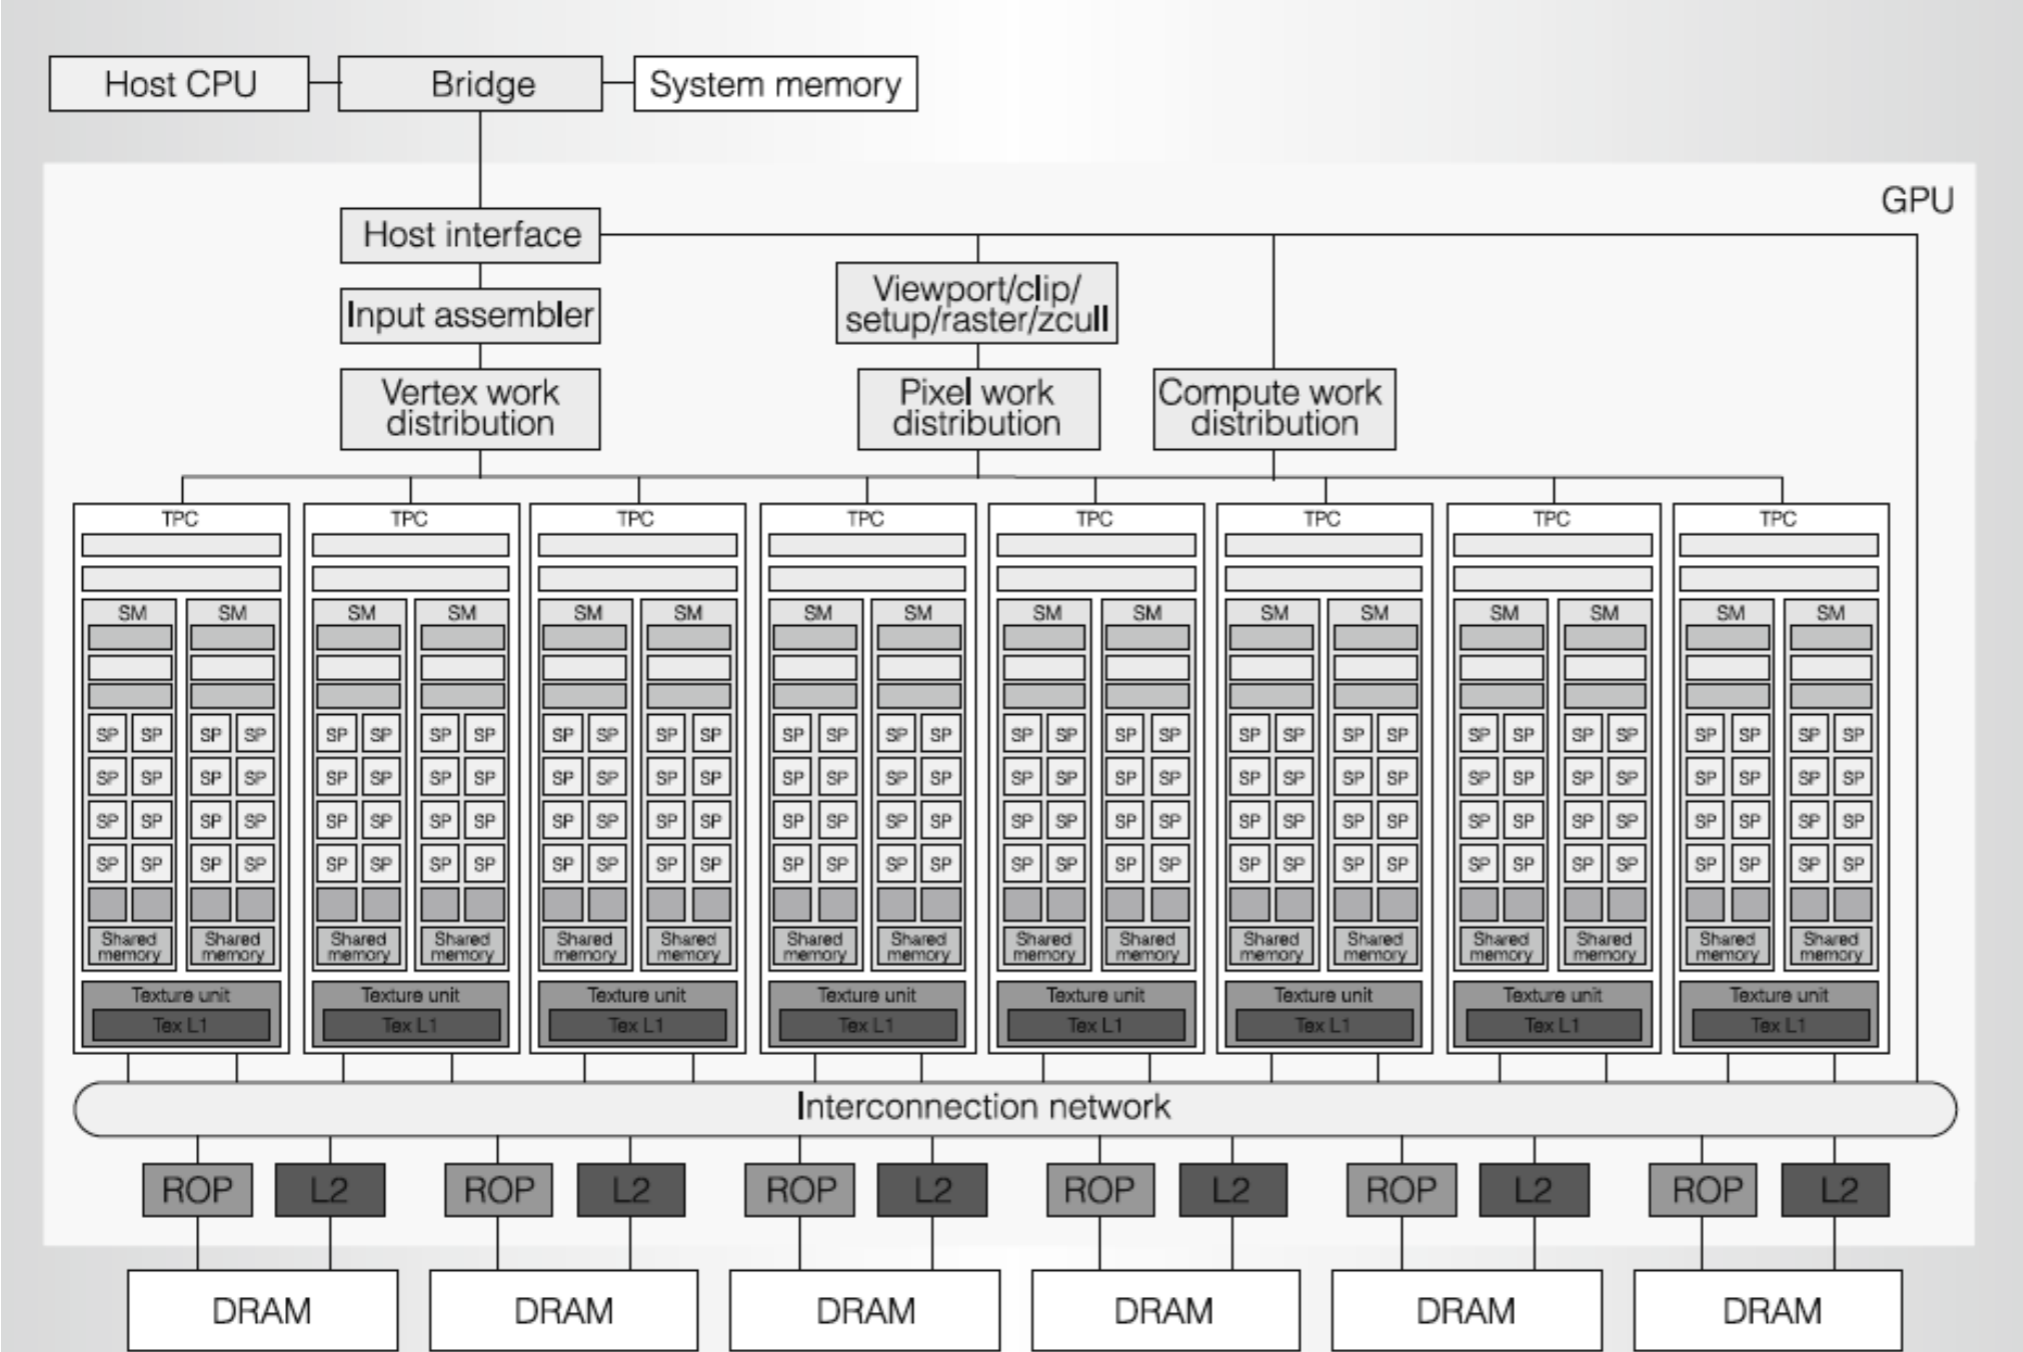 Host CPU Bridge System memory
GPU
Host interface
Viewport/clip/
setup/raster/zcull
Input assembler
Vertex work
distribution
Pixel work
distribution
Compute work
distribution
TPC TPC TPC TPC TPC TPC TPC TPC
SM SM SM SM SM SM SM SM SM SM SM SM SM SM SM SM
SP SP SP SP SP SP SP SP SP SP SP SP SP SP SP SP SP SP SP SP SP SP SP SP SP SP SP SP SP SP SP SP
SP SP SP SP SP SP SP SP SP SP SP SP SP SP SP SP SP SP SP SP SP SP SP SP SP SP SP SP SP SP SP SP
SP SP SP SP SP SP SP SP SP SP SP SP SP SP SP SP SP SP SP SP SP SP SP SP SP SP SP SP SP SP SP SP
SP SP SP SP SP SP SP SP SP SP SP SP SP SP SP SP SP SP SP SP SP SP SP SP SP SP SP SP SP SP SP SP
Shared Shared Shared Shared Shared Shared Shared Shared Shared Shared Shared Shared Shared Shared Shared Shared
memory memory memory memory memory memory memory memory memory memory memory memory memory memory memory memory
Texture unit Texture unit Texture unit Texture unit Texture unit Texture unit Texture unit Texture unit
Tex L1 Tex L1 Tex L1 Tex L1 Tex L1 Tex L1 Tex L1 Tex L1
Interconnection network
ROP L2 ROP L2 ROP L2 ROP L2 ROP L2 ROP L2
DRAM DRAM DRAM DRAM DRAM DRAM